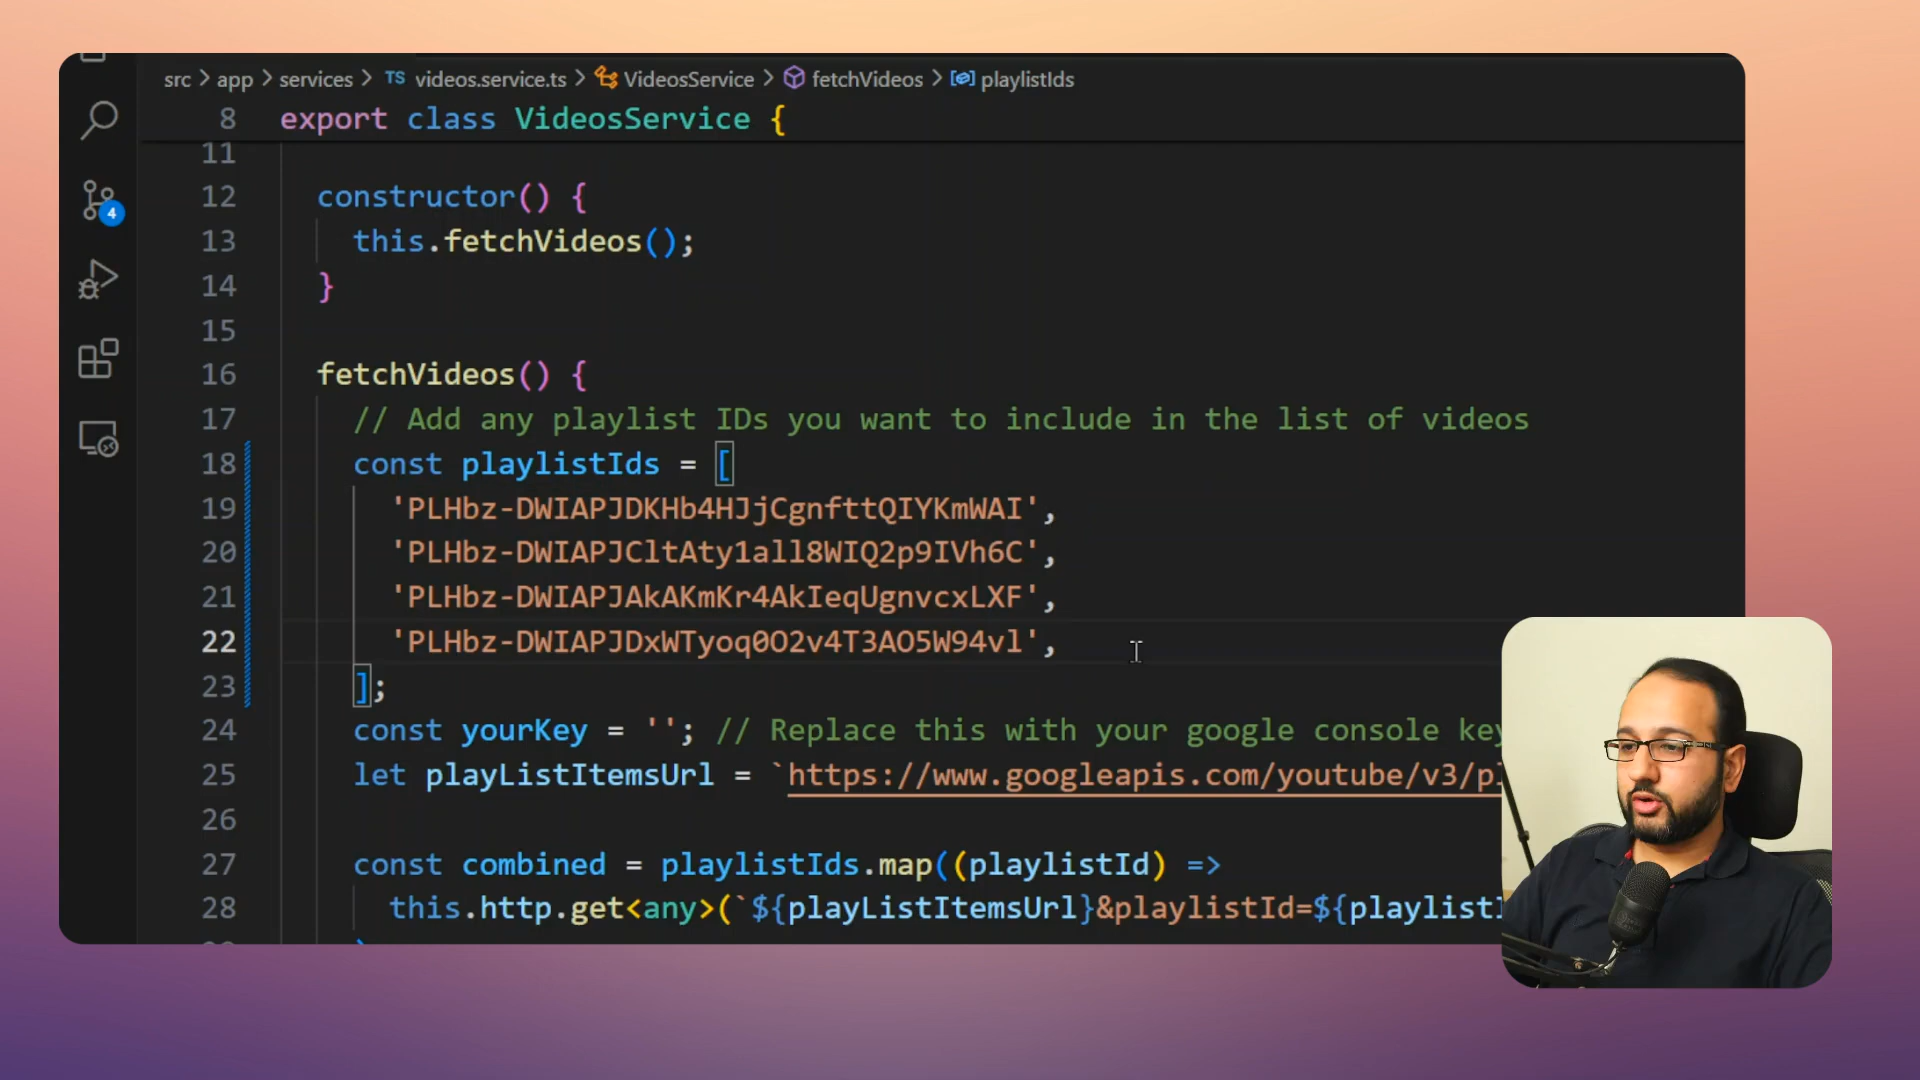 src > app > services > TS videos.service.ts > VideosService > fetchVideos > playlistIds
8 export class VideosService {
11
12 constructor() {
13 this.fetchVideos();
14 }
15
16 fetchVideos() {
17 // Add any playlist IDs you want to include in the list of videos
18 const playlistIds = [
19 'PLHbz-DWIAPJDKHb4HJjCgnfttQIYKmWAI',
20 'PLHbz-DWIAPJCltAty1all8WIQ2p9IVh6C',
21 'PLHbz-DWIAPJAkAKmKr4AkIeqUgnvcxLXF',
22 'PLHbz-DWIAPJDxWTyoq0O2v4T3AO5W94vl',
23 ];
24 const yourKey = ''; // Replace this with your google console key
25 let playListItemsUrl = `https://www.googleapis.com/youtube/v3/pl
26
27 const combined = playlistIds.map((playlistId) =>
28 this.http.get<any>(`${playListItemsUrl}&playlistId=${playlistI
4